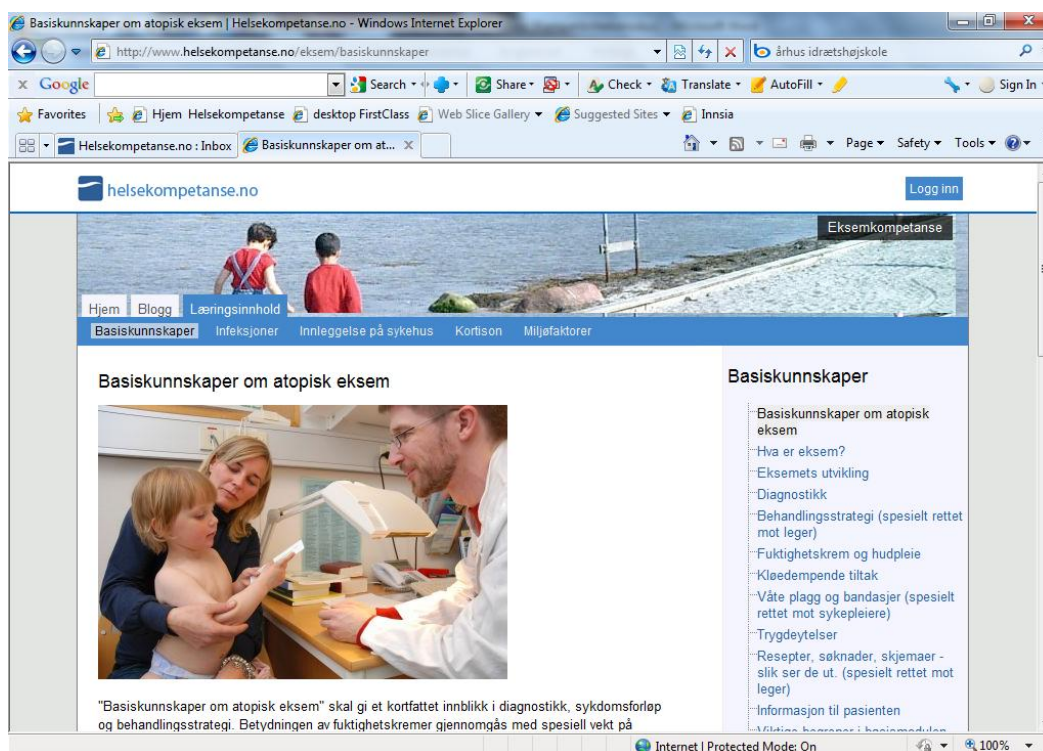 Basiskunnskaper om atopisk eksem | Helsekompetanse.no - Windows Internet Explorer
http://www.helsekompetanse.no/eksem/basiskunnskaper
århus idrætshøjskole
x Google
Search
Share
Check
Translate
AutoFill
Sign In
Favorites
Hjem Helsekompetanse
desktop FirstClass
Web Slice Gallery
Suggested Sites
Innsia
Helsekompetanse.no : Inbox
Basiskunnskaper om at...
X
Page
Safety
Tools
helsekompetanse.no
Logg inn
Eksemkompetanse
Hjem
Blogg
Læringsinnhold
Basiskunnskaper
Infeksjoner
Innleggelse på sykehus
Kortison
Miljøfaktorer
Basiskunnskaper om atopisk eksem
"Basiskunnskaper om atopisk eksem" skal gi et kortfattet innblikk i diagnostikk, sykdomsforløp
og behandlingsstrategi. Betydningen av fuktighetskremer gjennomgås med spesiell vekt på
Basiskunnskaper
Basiskunnskaper om atopisk
eksem
Hva er eksem?
Eksemets utvikling
Diagnostikk
Behandlingsstrategi (spesielt rettet
mot leger)
Fuktighetskrem og hudpleie
Kløedempende tiltak
Våte plagg og bandasjer (spesielt
rettet mot sykepleiere)
Trygdeytelser
Resepter, søknader, skjemaer -
slik ser de ut. (spesielt rettet mot
leger)
Informasjon til pasienten
Viktige begreper i basismodulen
Internet | Protected Mode: On
100%